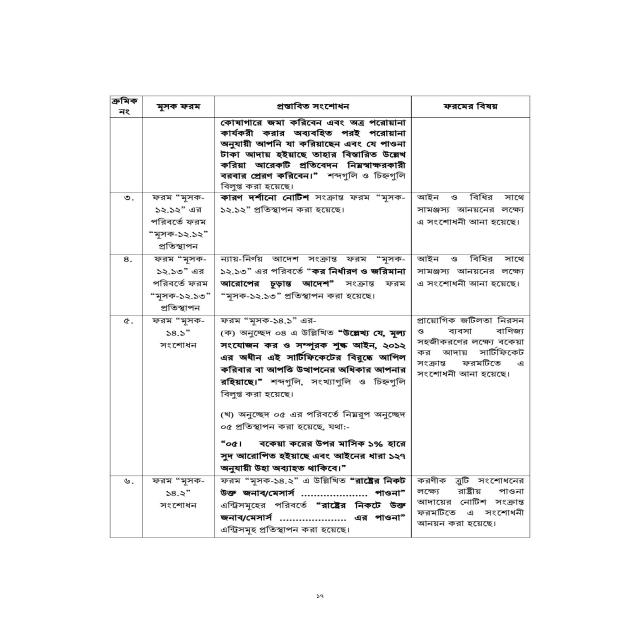 ক্রমিক নং
মূসক ফরম
প্রস্তাবিত সংশোধন
ফরমের বিষয়
কোষাগারে জমা করিবেন এবং অত্র পরোয়ানা
কার্যকরী করার অব্যবহিত পরই পরোয়ানা
অনুযায়ী আপনি যা করিয়াছেন এবং যে পাওনা
টাকা আদায় হইয়াছে তাহার বিস্তারিত উল্লেখ
করিয়া আরেকটি প্রতিবেদন নিম্নস্বাক্ষরকারী
বরবার প্রেরণ করিবেন।” শব্দগুলি ও চিহ্নগুলি
বিলুপ্ত করা হয়েছে।
৩.
ফরম “মূসক-
১২.১২” এর
পরিবর্তে ফরম
“মূসক-১২.১২”
প্রতিস্থাপন
কারণ দর্শানো নোটিশ সংক্রান্ত ফরম “মূসক-
১২.১২” প্রতিস্থাপন করা হয়েছে।
আইন ও বিধির সাথে
সামঞ্জস্য আনয়নের লক্ষ্যে
এ সংশোধনী আনা হয়েছে।
৪.
ফরম “মূসক-
১২.১৩” এর
পরিবর্তে ফরম
“মূসক-১২.১৩”
প্রতিস্থাপন
ন্যায়-নির্ণয় আদেশ সংক্রান্ত ফরম “মূসক-
১২.১৩” এর পরিবর্তে “কর নির্ধারণ ও জরিমানা
আরোপের চূড়ান্ত আদেশ” সংক্রান্ত ফরম
“মূসক-১২.১৩” প্রতিস্থাপন করা হয়েছে।
আইন ও বিধির সাথে
সামঞ্জস্য আনয়নের লক্ষ্যে
এ সংশোধনী আনা হয়েছে।
৫.
ফরম “মূসক-
১৪.১”
সংশোধন
ফরম “মূসক-১৪.১” এর-
(ক) অনুচ্ছেদ ০৪ এ উল্লিখিত “উল্লেখ্য যে, মূল্য
সংযোজন কর ও সম্পূরক শুল্ক আইন, ২০১২
এর অধীন এই সার্টিফিকেটের বিরুদ্ধে আপিল
করিবার বা আপত্তি উত্থাপনের অধিকার আপনার
রহিয়াছে।” শব্দগুলি, সংখ্যাগুলি ও চিহ্নগুলি
বিলুপ্ত করা হয়েছে।
(খ) অনুচ্ছেদ ০৫ এর পরিবর্তে নিম্নরূপ অনুচ্ছেদ
০৫ প্রতিস্থাপন করা হয়েছে, যথা:-
“০৫। বকেয়া করের উপর মাসিক ১% হারে
সুদ আরোপিত হইয়াছে এবং আইনের ধারা ১২৭
অনুযায়ী উহা অব্যাহত থাকিবে।”
প্রায়োগিক জটিলতা নিরসন
ও ব্যবসা বাণিজ্য
সহজীকরণের লক্ষ্যে বকেয়া
কর আদায় সার্টিফিকেট
সংক্রান্ত ফরমটিতে এ
সংশোধনী আনা হয়েছে।
৬.
ফরম “মূসক-
১৪.২”
সংশোধন
ফরম “মূসক-১৪.২” এ উল্লিখিত “রাষ্ট্রের নিকট
উক্ত জনাব/মেসার্স .................... পাওনা”
এন্ট্রিসমূহের পরিবর্তে “রাষ্ট্রের নিকটে উক্ত
জনাব/মেসার্স .................... এর পাওনা”
এন্ট্রিসমূহ প্রতিস্থাপন করা হয়েছে।
করণীক ত্রুটি সংশোধনের
লক্ষ্যে রাষ্ট্রীয় পাওনা
আদায়ের নোটিশ সংক্রান্ত
ফরমটিতে এ সংশোধনী
আনয়ন করা হয়েছে।
১৭